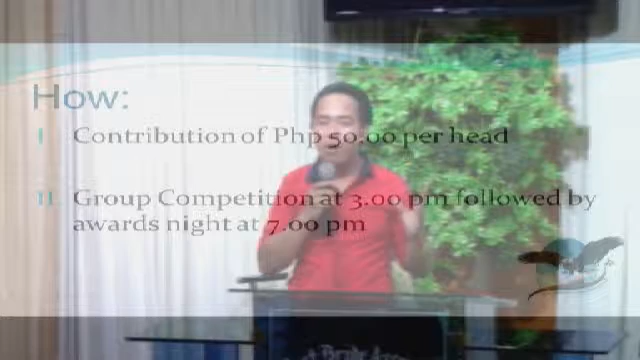 How:
I Contribution of Php 50.00 per head
II Group Competition at 3.00 pm followed by
awards night at 7.00 pm